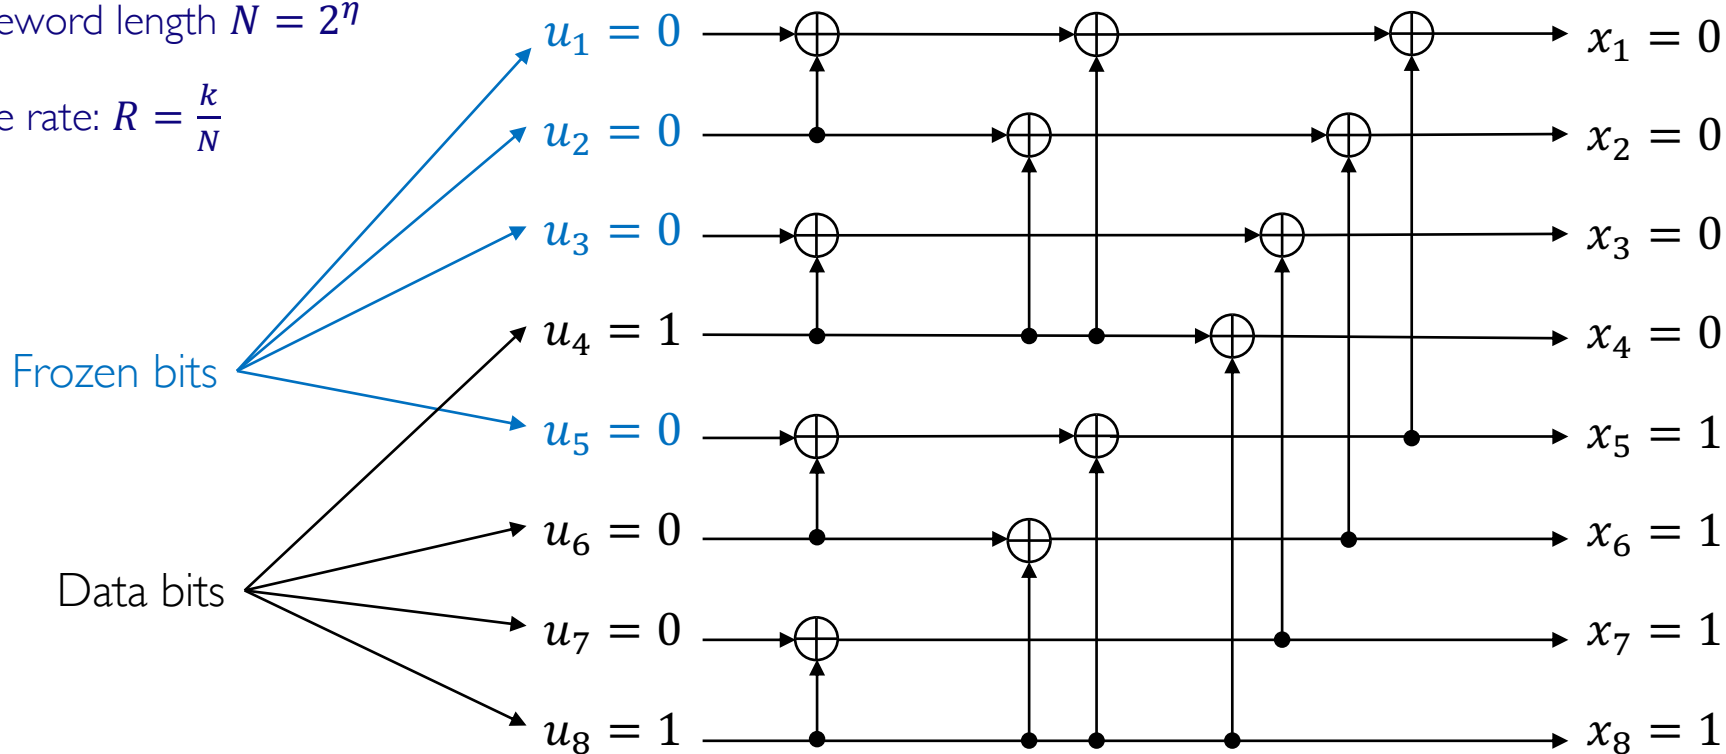 eword length N = 2^η
e rate: R = k/N
Frozen bits
Data bits
u₁ = 0
u₂ = 0
u₃ = 0
u₄ = 1
u₅ = 0
u₆ = 0
u₇ = 0
u₈ = 1
x₁ = 0
x₂ = 0
x₃ = 0
x₄ = 0
x₅ = 1
x₆ = 1
x₇ = 1
x₈ = 1